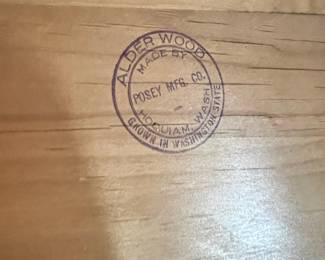 ALDER WOOD
MADE BY
POSEY MFG. CO.
HOQUIAM, WASH
GROWN IN WASHINGTON STATE